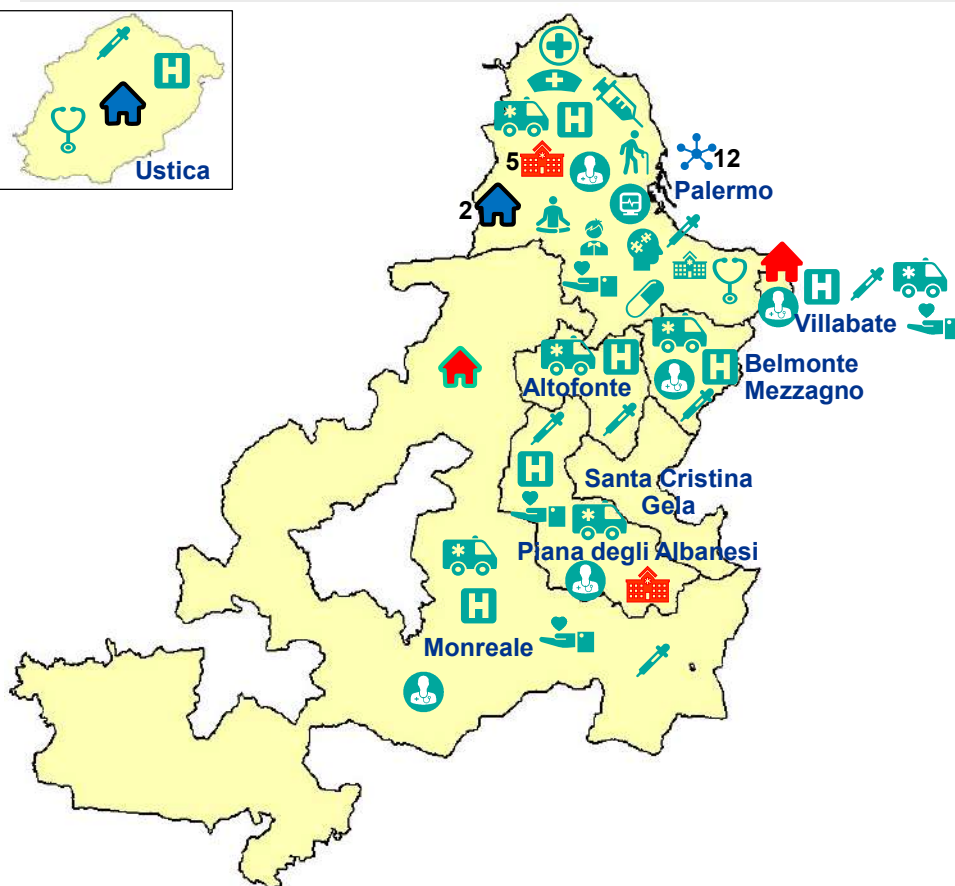 H
Ustica
H
5
12
Palermo
2
H
Villabate
H
Altofonte
H
Belmonte
Mezzagno
H
Santa Cristina
Gela
Piana degli Albanesi
H
Monreale